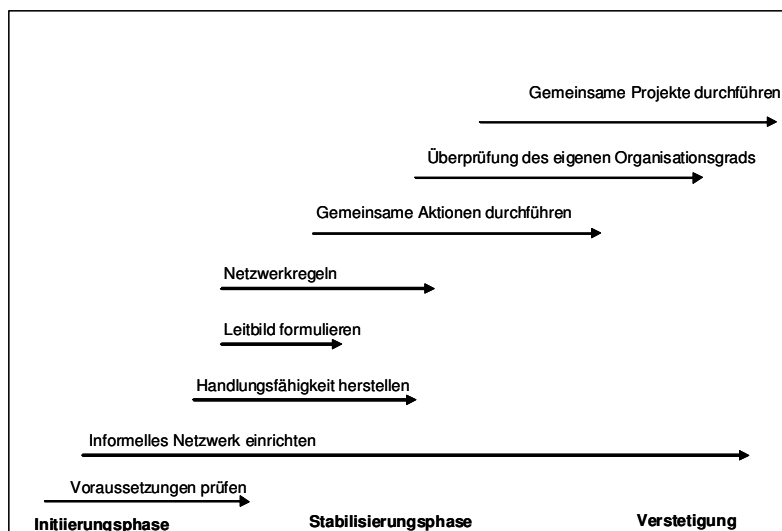 Gemeinsame Projekte durchführen
Überprüfung des eigenen Organisationsgrads
Gemeinsame Aktionen durchführen
Netzwerkregeln
Leitbild formulieren
Handlungsfähigkeit herstellen
Informelles Netzwerk einrichten
Voraussetzungen prüfen
Initiierungsphase Stabilisierungsphase Verstetigung